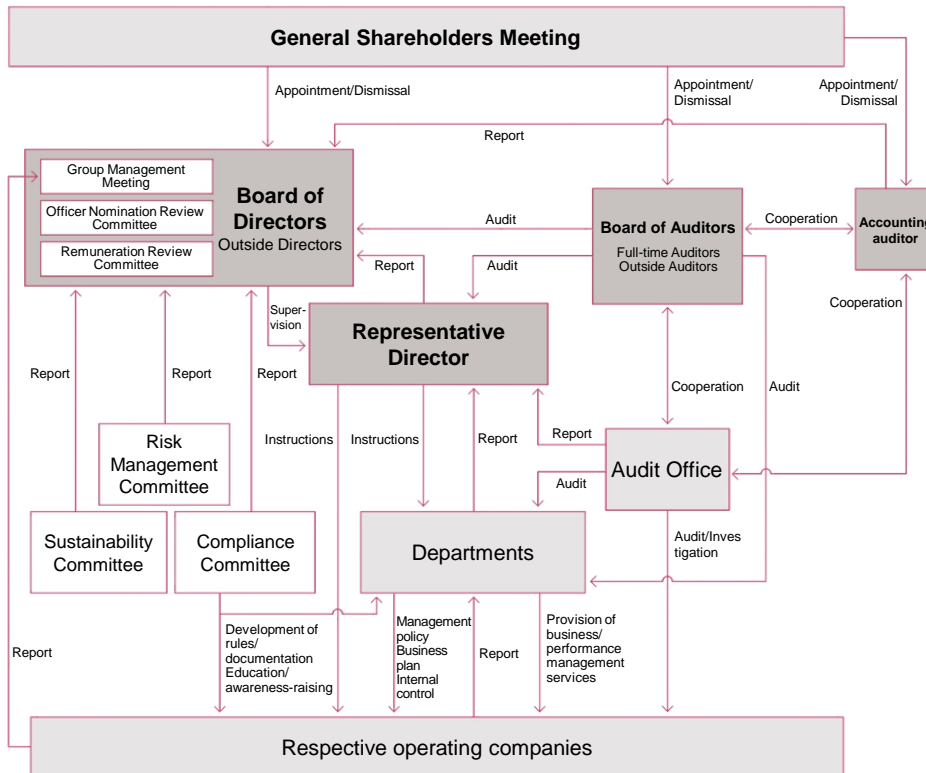 General Shareholders Meeting
Appointment/Dismissal
Appointment/
Dismissal
Appointment/
Dismissal
Report
Group Management
Meeting
Officer Nomination Review
Committee
Remuneration Review
Committee
Board of
Directors
Outside Directors
Audit
Board of Auditors
Full-time Auditors
Outside Auditors
Cooperation
Accounting
auditor
Report
Audit
Cooperation
Super-
vision
Representative
Director
Report
Report
Report
Cooperation
Audit
Instructions
Instructions
Report
Report
Risk
Management
Committee
Audit Office
Audit
Sustainability
Committee
Compliance
Committee
Departments
Audit/Inves
tigation
Development of
rules/
documentation
Education/
awareness-raising
Management
policy
Business
plan
Internal
control
Report
Provision of
business/
performance
management
services
Report
Respective operating companies